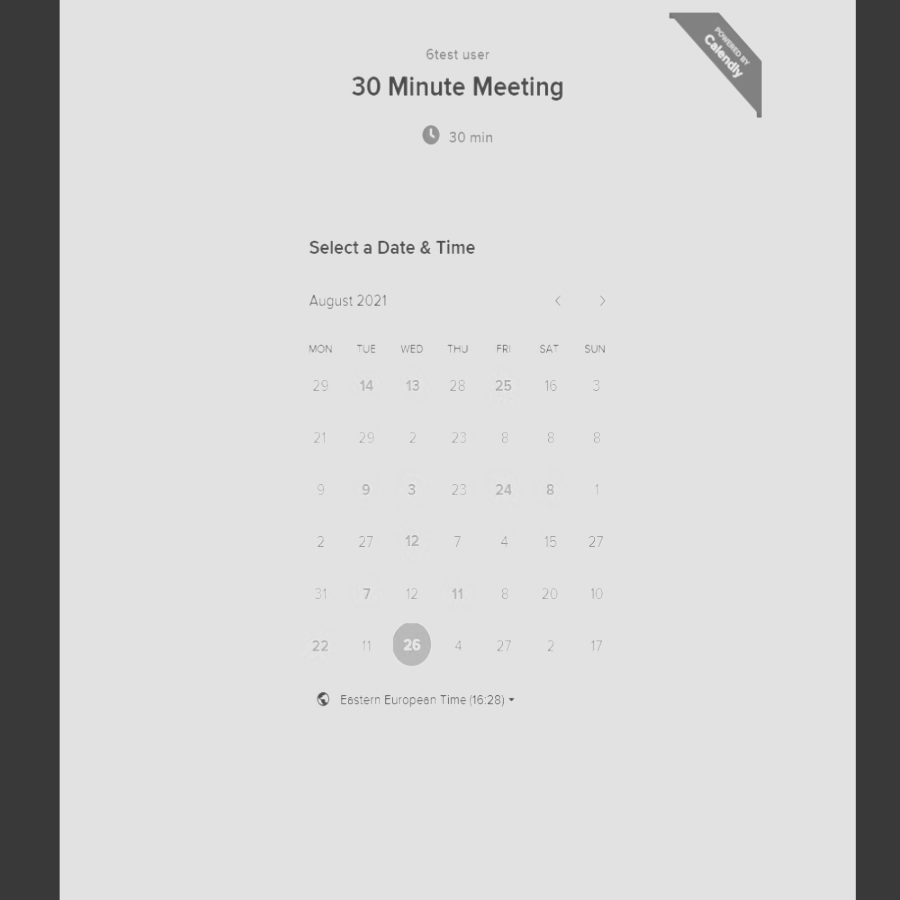 POWERED BY
Calendly
6test user
30 Minute Meeting
30 min
Select a Date & Time
August 2021
MON TUE WED THU FRI SAT SUN
29 14 13 28 25 16 3
21 29 2 23 8 8 8
9 9 3 23 24 8 1
2 27 12 7 4 15 27
31 7 12 11 8 20 10
22 11 26 4 27 2 17
Eastern European Time (16:28)